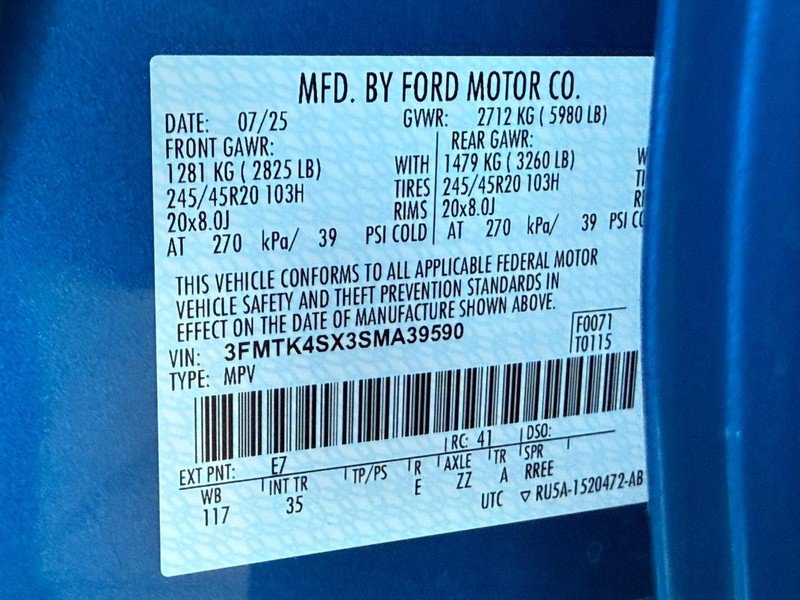 MFD. BY FORD MOTOR CO.
DATE: 07/25 GVWR: 2712 KG ( 5980 LB)
FRONT GAWR: REAR GAWR:
1281 KG ( 2825 LB) WITH 1479 KG ( 3260 LB) W
245/45R20 103H TIRES 245/45R20 103H TI
20x8.0J RIMS 20x8.0J RI
AT 270 kPa/ 39 PSI COLD AT 270 kPa/ 39 PSI CO
THIS VEHICLE CONFORMS TO ALL APPLICABLE FEDERAL MOTOR
VEHICLE SAFETY AND THEFT PREVENTION STANDARDS IN
EFFECT ON THE DATE OF MANUFACTURE SHOWN ABOVE.
VIN: 3FMTK4SX3SMA39590 F0071
TYPE: MPV T0115
EXT PNT: E7 RC: 41 DSO:
WB INT TR TP/PS R AXLE TR SPR
117 35 E ZZ A RREE
UTC ▽ RU5A-1520472-AB